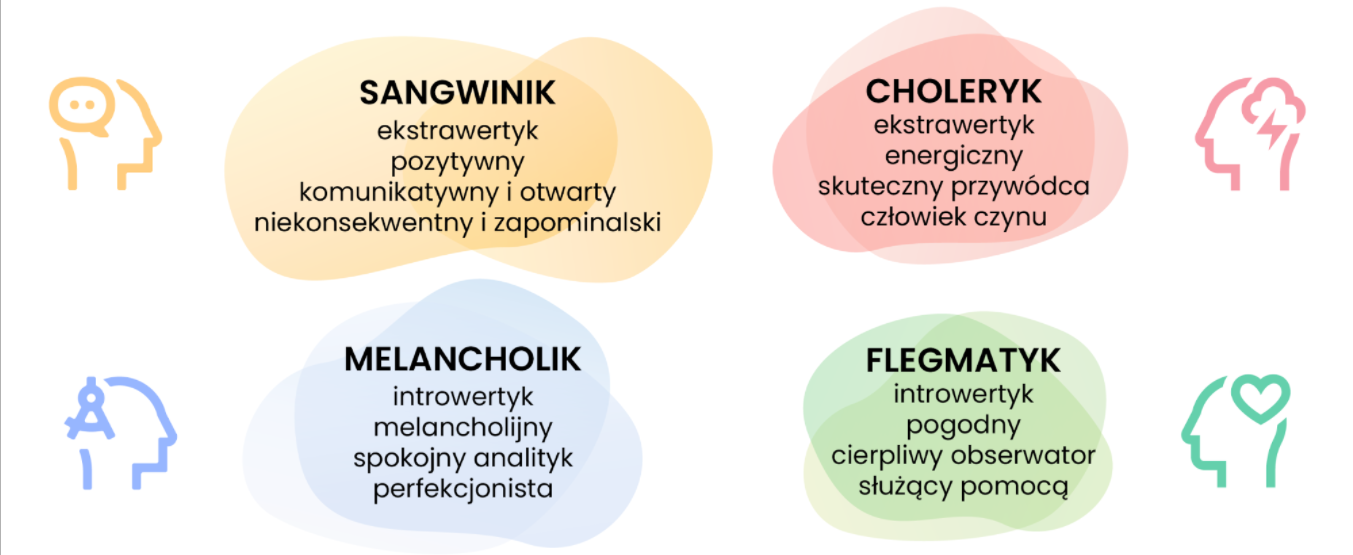 SANGWINIK
ekstrawertyk
pozytywny
komunikatywny i otwarty
niekonsekwentny i zapominalski
CHOLERYK
ekstrawertyk
energiczny
skuteczny przywódca
człowiek czynu
MELANCHOLIK
introwertyk
melancholijny
spokojny analityk
perfekcjonista
FLEGMATYK
introwertyk
pogodny
cierpliwy obserwator
służący pomocą